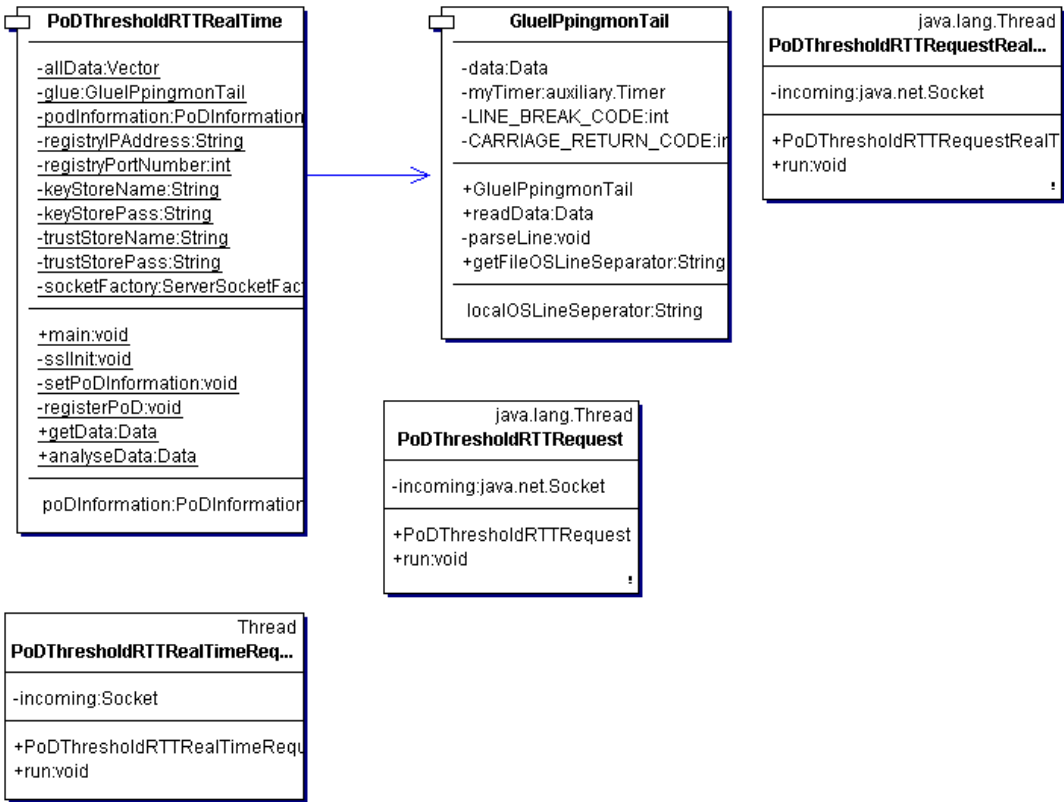 PoDThresholdRTTRealTime
-allData:Vector
-glue:GlueIPpingmonTail
-podInformation:PoDInformation
-registryIPAddress:String
-registryPortNumber:int
-keyStoreName:String
-keyStorePass:String
-trustStoreName:String
-trustStorePass:String
-socketFactory:ServerSocketFact
+main:void
-sslInit:void
-setPoDInformation:void
-registerPoD:void
+getData:Data
+analyseData:Data
poDInformation:PoDInformation
GlueIPpingmonTail
-data:Data
-myTimer:auxiliary.Timer
-LINE_BREAK_CODE:int
-CARRIAGE_RETURN_CODE:in
+GlueIPpingmonTail
+readData:Data
-parseLine:void
+getFileOSLineSeparator:String
localOSLineSeperator:String
java.lang.Thread
PoDThresholdRTTRequestReal...
-incoming:java.net.Socket
+PoDThresholdRTTRequestRealT
+run:void
!
java.lang.Thread
PoDThresholdRTTRequest
-incoming:java.net.Socket
+PoDThresholdRTTRequest
+run:void
!
Thread
PoDThresholdRTTRealTimeReq...
-incoming:Socket
+PoDThresholdRTTRealTimeRequ
+run:void